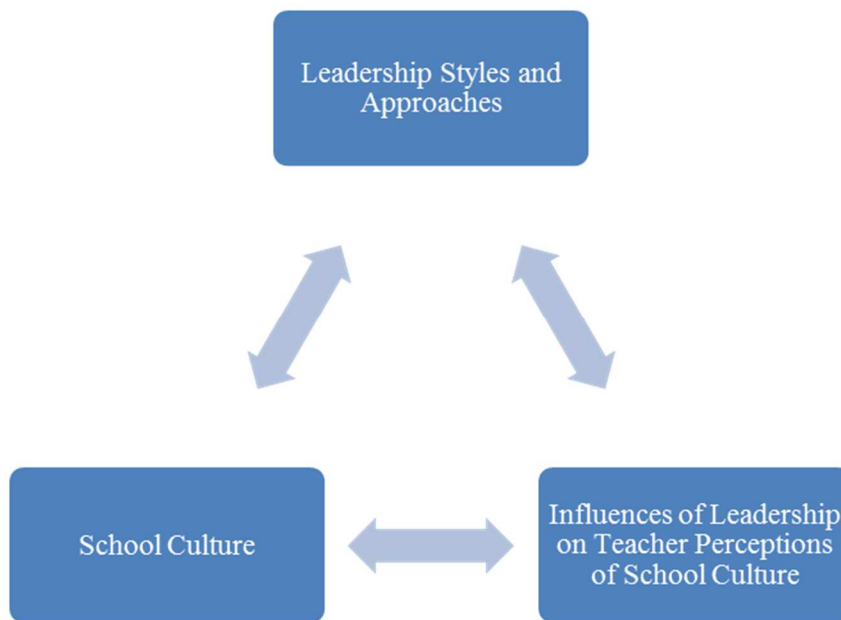 Leadership Styles and
Approaches
School Culture
Influences of Leadership
on Teacher Perceptions
of School Culture